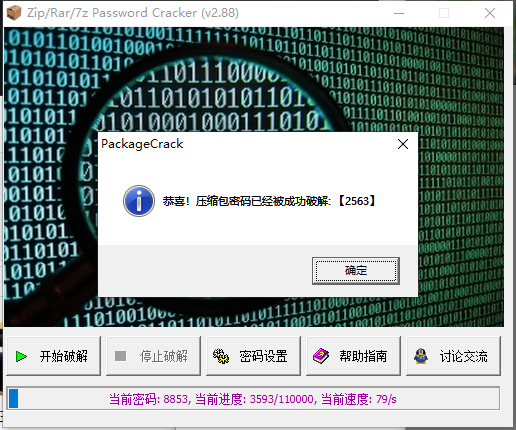 Zip/Rar/7z Password Cracker (v2.88)
PackageCrack
恭喜！压缩包密码已经被成功破解:【2563】
确定
开始破解
停止破解
密码设置
帮助指南
讨论交流
当前密码: 8853, 当前进度: 3593/110000, 当前速度: 79/s